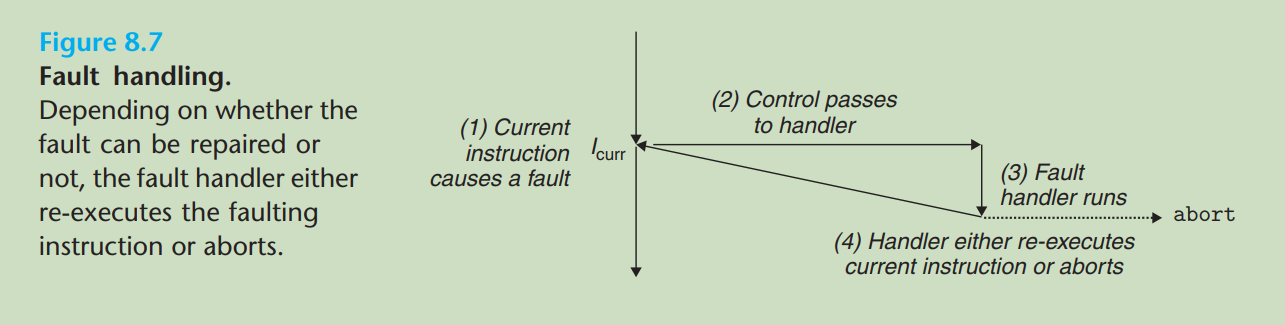 Figure 8.7
Fault handling.
Depending on whether the
fault can be repaired or
not, the fault handler either
re-executes the faulting
instruction or aborts.
(1) Current
instruction
causes a fault
Icurr
(2) Control passes
to handler
(3) Fault
handler runs
abort
(4) Handler either re-executes
current instruction or aborts